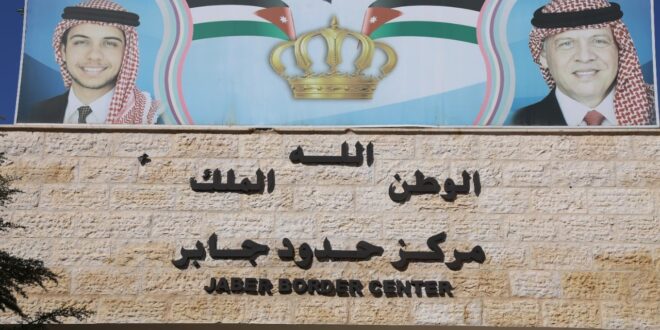 الله
الوطن الملك
مركز حدود جابر
JABER BORDER CENTER